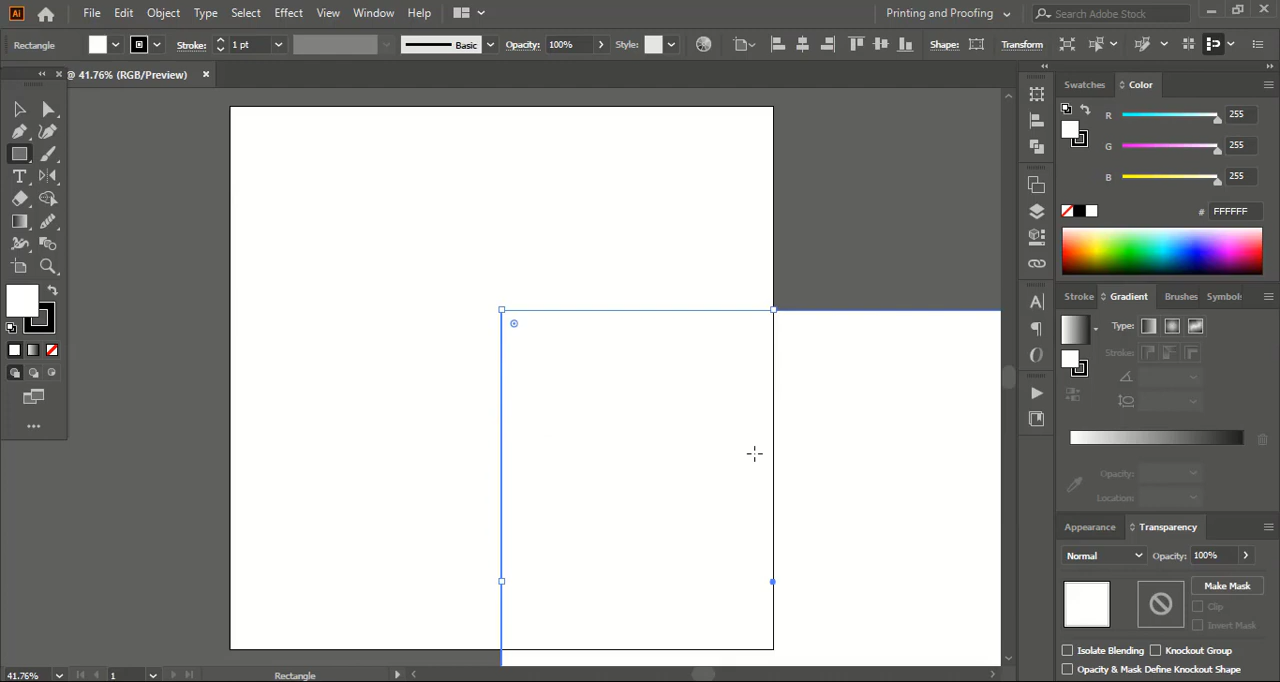 Ai File Edit Object Type Select Effect View Window Help Printing and Proofing Search Adobe Stock
Rectangle Stroke: 1 pt Basic Opacity: 100% Style: Shape: Transform
@ 41.76% (RGB/Preview) ×
Swatches Color
R 255
G 255
B 255
# FFFFFF
Stroke Gradient Brushes Symbols
Type:
Stroke:
Opacity:
Location:
Appearance Transparency
Normal Opacity: 100%
Make Mask
Clip
Invert Mask
Isolate Blending Knockout Group
Opacity & Mask Define Knockout Shape
41.76% 1 Rectangle